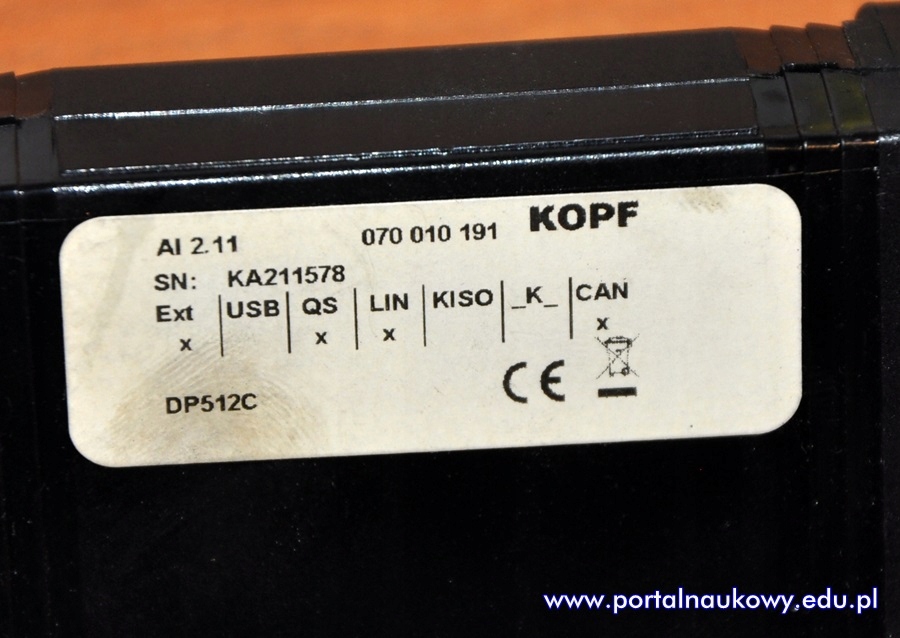 AI 2.11 070 010 191 KOPF
SN: KA211578
Ext | USB | QS | LIN | KISO | _K_ | CAN
x x x x
DP512C CE
www.portalnaukowy.edu.pl